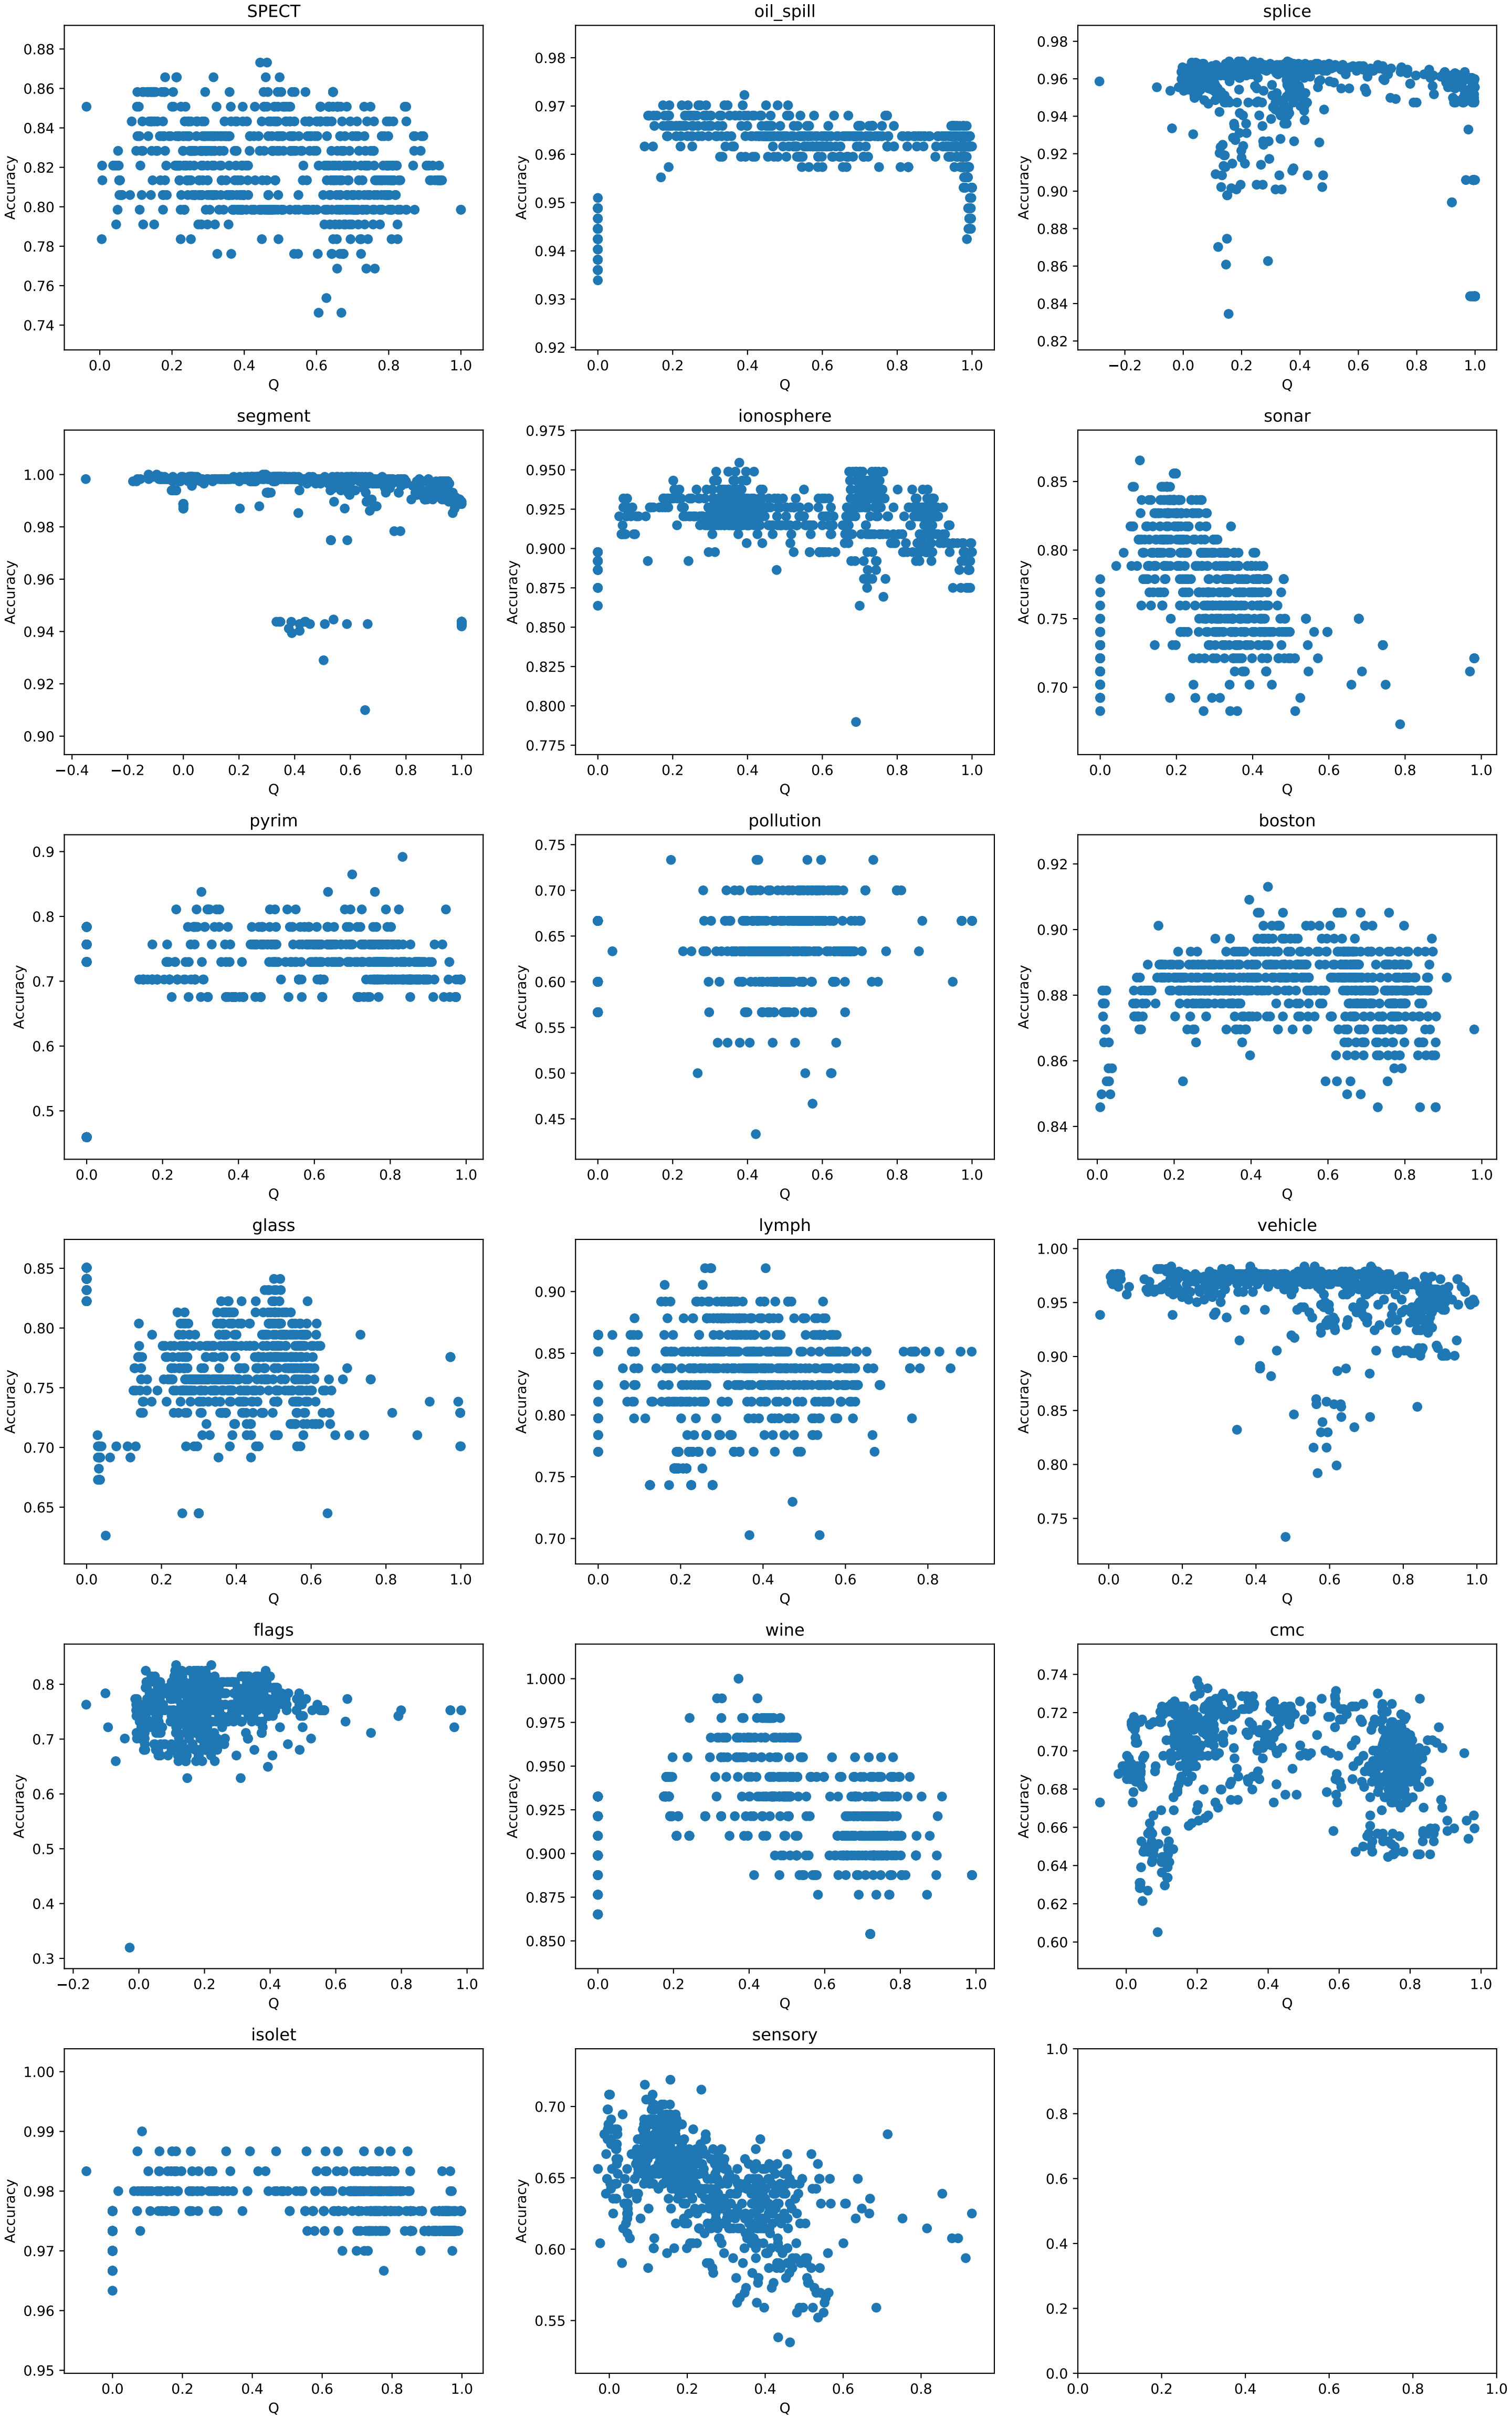 SPECT
oil_spill
splice
0.88
0.86
0.84
0.82
0.80
0.78
0.76
0.74
Accuracy
0.0 0.2 0.4 0.6 0.8 1.0
Q
0.98
0.97
0.96
0.95
0.94
0.93
0.92
Accuracy
0.0 0.2 0.4 0.6 0.8 1.0
Q
0.98
0.96
0.94
0.92
0.90
0.88
0.86
0.84
0.82
Accuracy
−0.2 0.0 0.2 0.4 0.6 0.8 1.0
Q
segment
ionosphere
sonar
1.00
0.98
0.96
0.94
0.92
0.90
Accuracy
−0.4 −0.2 0.0 0.2 0.4 0.6 0.8 1.0
Q
0.975
0.950
0.925
0.900
0.875
0.850
0.825
0.800
0.775
Accuracy
0.0 0.2 0.4 0.6 0.8 1.0
Q
0.85
0.80
0.75
0.70
Accuracy
0.0 0.2 0.4 0.6 0.8 1.0
Q
pyrim
pollution
boston
0.9
0.8
0.7
0.6
0.5
Accuracy
0.0 0.2 0.4 0.6 0.8 1.0
Q
0.75
0.70
0.65
0.60
0.55
0.50
0.45
Accuracy
0.0 0.2 0.4 0.6 0.8 1.0
Q
0.92
0.90
0.88
0.86
0.84
Accuracy
0.0 0.2 0.4 0.6 0.8 1.0
Q
glass
lymph
vehicle
0.85
0.80
0.75
0.70
0.65
Accuracy
0.0 0.2 0.4 0.6 0.8 1.0
Q
0.90
0.85
0.80
0.75
0.70
Accuracy
0.0 0.2 0.4 0.6 0.8
Q
1.00
0.95
0.90
0.85
0.80
0.75
Accuracy
0.0 0.2 0.4 0.6 0.8 1.0
Q
flags
wine
cmc
0.8
0.7
0.6
0.5
0.4
0.3
Accuracy
−0.2 0.0 0.2 0.4 0.6 0.8 1.0
Q
1.000
0.975
0.950
0.925
0.900
0.875
0.850
Accuracy
0.0 0.2 0.4 0.6 0.8 1.0
Q
0.74
0.72
0.70
0.68
0.66
0.64
0.62
0.60
Accuracy
0.0 0.2 0.4 0.6 0.8 1.0
Q
isolet
sensory
1.00
0.99
0.98
0.97
0.96
0.95
Accuracy
0.0 0.2 0.4 0.6 0.8 1.0
Q
0.70
0.65
0.60
0.55
Accuracy
0.0 0.2 0.4 0.6 0.8
Q
1.0
0.8
0.6
0.4
0.2
0.0
0.0 0.2 0.4 0.6 0.8 1.0